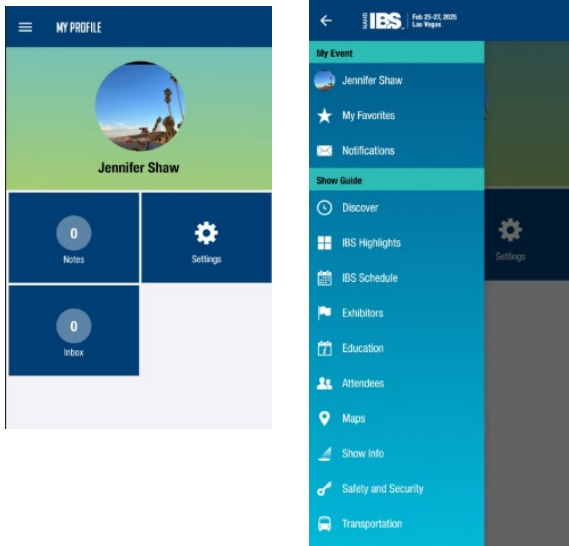 MY PROFILE
Jennifer Shaw
0
Notes
Settings
0
Inbox
NAHB IBS Feb 25-27, 2025
Las Vegas
My Event
Jennifer Shaw
My Favorites
Notifications
Show Guide
Discover
IBS Highlights
IBS Schedule
Exhibitors
Education
Attendees
Maps
Show Info
Safety and Security
Transportation
Settings